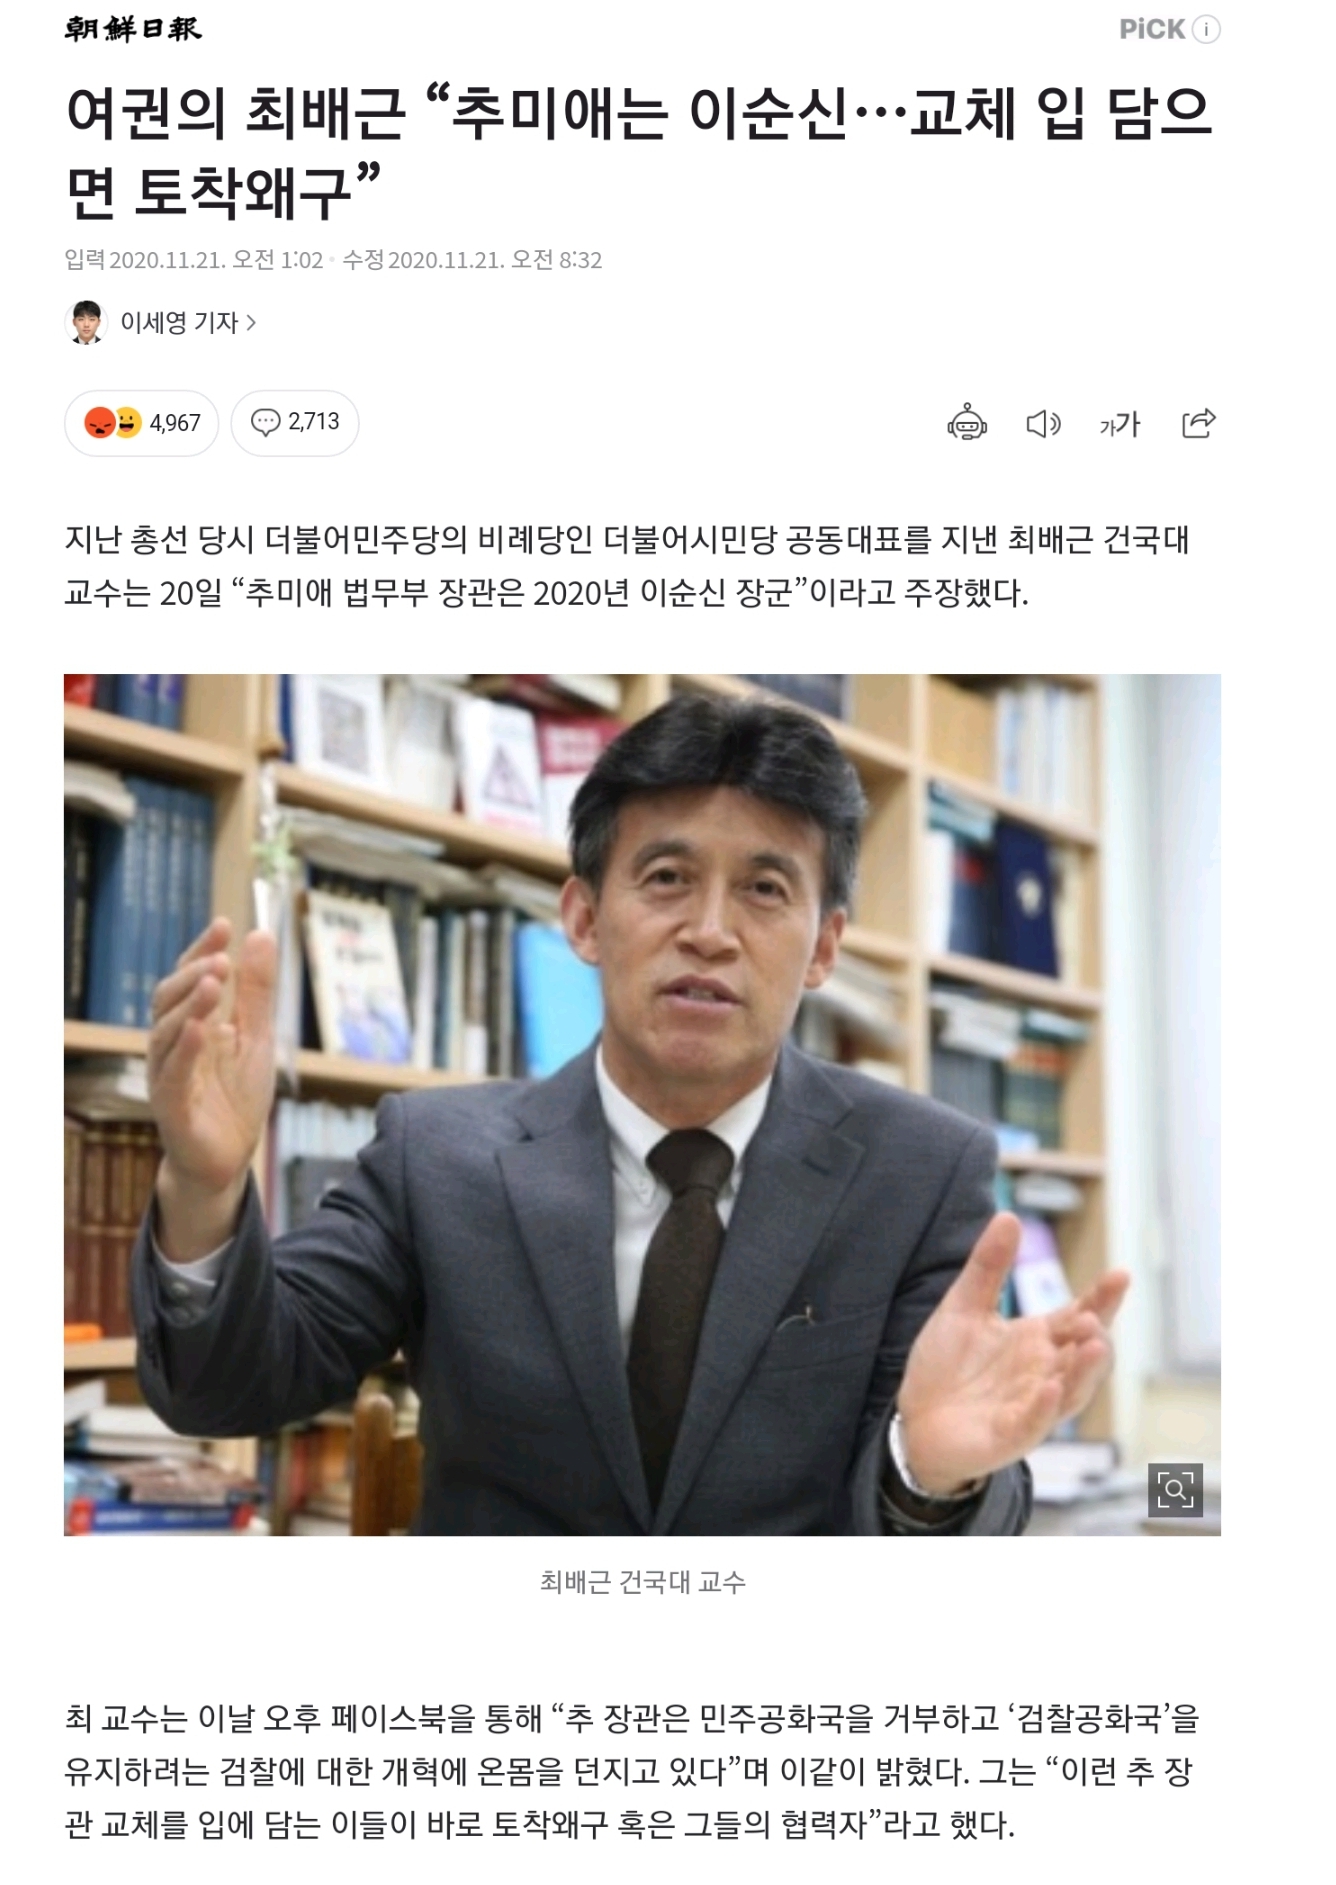 朝鮮日報
PiCK i
여권의 최배근 “추미애는 이순신…교체 입 담으
면 토착왜구”
입력 2020.11.21. 오전 1:02 · 수정 2020.11.21. 오전 8:32
이세영 기자 >
4,967 2,713 가가
지난 총선 당시 더불어민주당의 비례당인 더불어시민당 공동대표를 지낸 최배근 건국대
교수는 20일 “추미애 법무부 장관은 2020년 이순신 장군”이라고 주장했다.
최배근 건국대 교수
최 교수는 이날 오후 페이스북을 통해 “추 장관은 민주공화국을 거부하고 ‘검찰공화국’을
유지하려는 검찰에 대한 개혁에 온몸을 던지고 있다”며 이같이 밝혔다. 그는 “이런 추 장
관 교체를 입에 담는 이들이 바로 토착왜구 혹은 그들의 협력자”라고 했다.